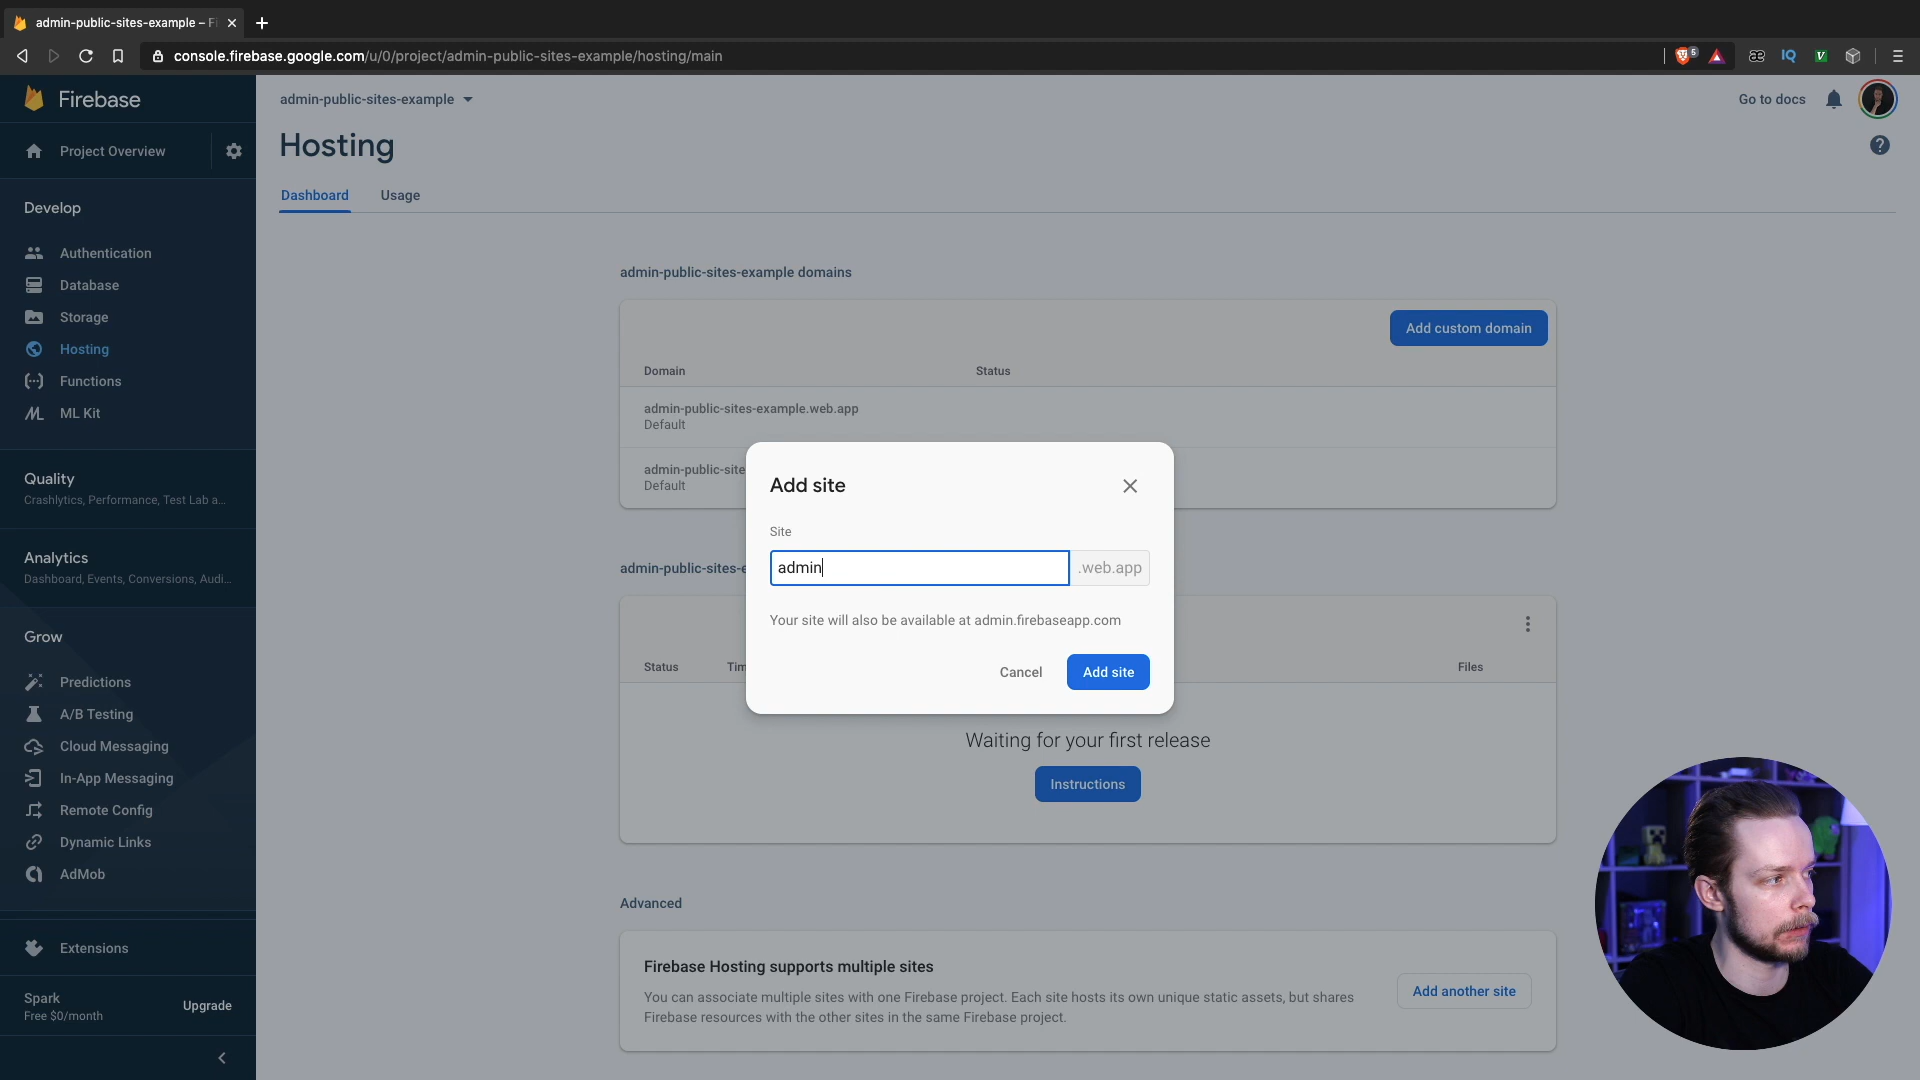 admin-public-sites-example – Fi
console.firebase.google.com/u/0/project/admin-public-sites-example/hosting/main
5
IQ
V
Firebase
admin-public-sites-example
Go to docs
Project Overview
Hosting
Dashboard
Usage
Develop
Authentication
Database
Storage
Hosting
Functions
ML Kit
Quality
Crashlytics, Performance, Test Lab a...
Analytics
Dashboard, Events, Conversions, Audi...
Grow
Predictions
A/B Testing
Cloud Messaging
In-App Messaging
Remote Config
Dynamic Links
AdMob
Extensions
Spark
Free $0/month
Upgrade
admin-public-sites-example domains
Add custom domain
Domain
Status
admin-public-sites-example.web.app
Default
admin-public-site
Default
Add site
Site
admin
.web.app
Your site will also be available at admin.firebaseapp.com
Cancel
Add site
admin-public-sites-e
Status
Tim
Files
Waiting for your first release
Instructions
Advanced
Firebase Hosting supports multiple sites
You can associate multiple sites with one Firebase project. Each site hosts its own unique static assets, but shares
Firebase resources with the other sites in the same Firebase project.
Add another site